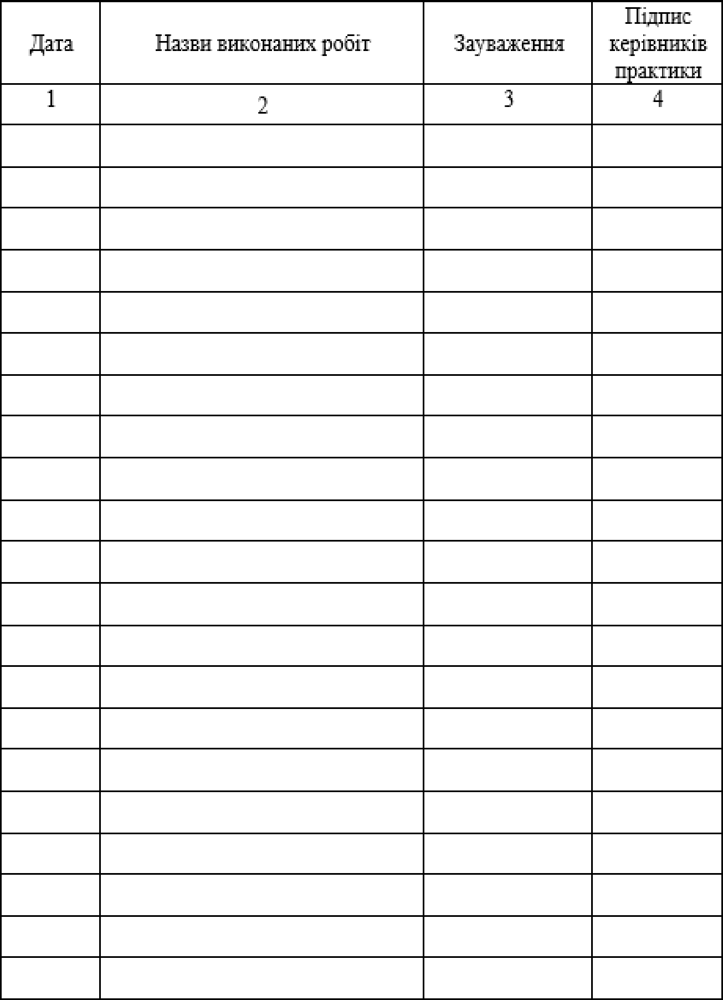 Дата
Назви виконаних робіт
Зауваження
Підпис
керівників
практики
1
2
3
4